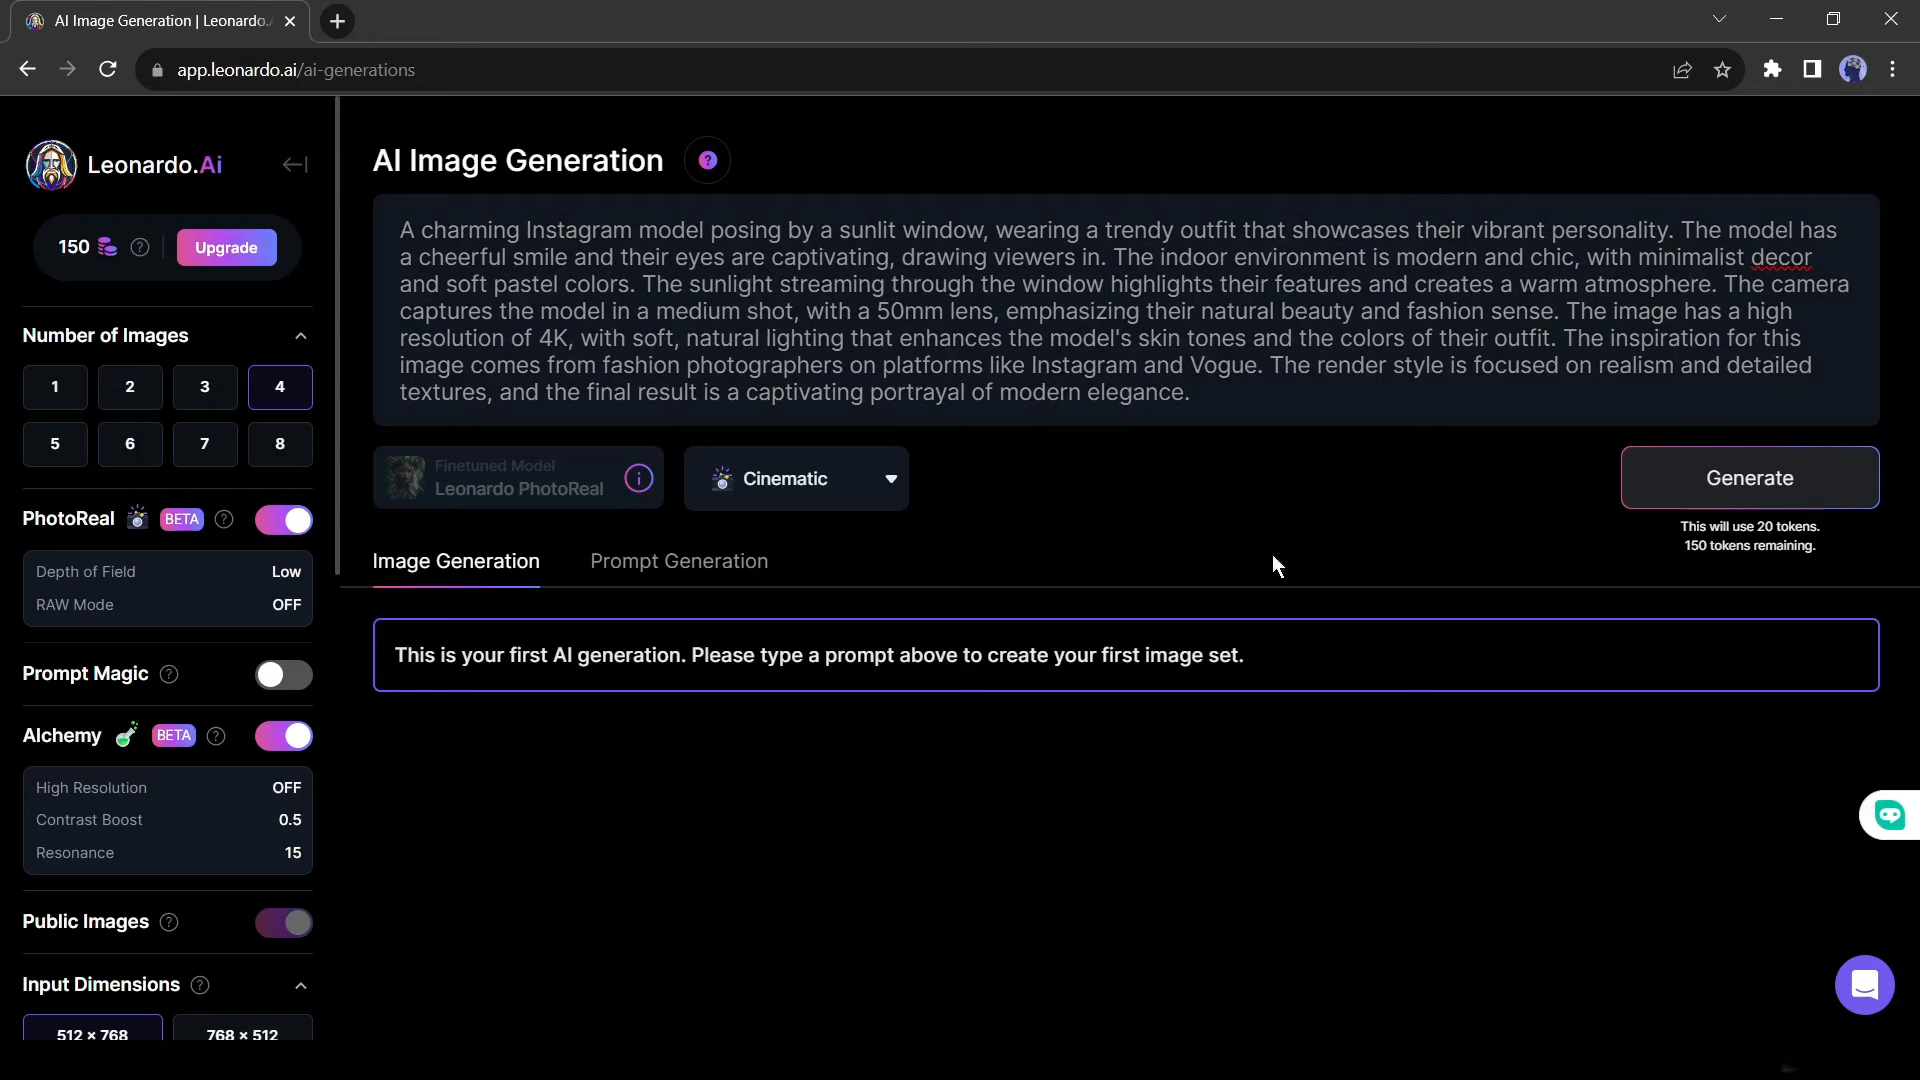 AI Image Generation | Leonardo.
app.leonardo.ai/ai-generations
Leonardo.Ai
150
Upgrade
Number of Images
1 2 3 4
5 6 7 8
PhotoReal BETA
Depth of Field Low
RAW Mode OFF
Prompt Magic
Alchemy BETA
High Resolution OFF
Contrast Boost 0.5
Resonance 15
Public Images
Input Dimensions
512 × 768 768 × 512
AI Image Generation ?
A charming Instagram model posing by a sunlit window, wearing a trendy outfit that showcases their vibrant personality. The model has
a cheerful smile and their eyes are captivating, drawing viewers in. The indoor environment is modern and chic, with minimalist decor
and soft pastel colors. The sunlight streaming through the window highlights their features and creates a warm atmosphere. The camera
captures the model in a medium shot, with a 50mm lens, emphasizing their natural beauty and fashion sense. The image has a high
resolution of 4K, with soft, natural lighting that enhances the model's skin tones and the colors of their outfit. The inspiration for this
image comes from fashion photographers on platforms like Instagram and Vogue. The render style is focused on realism and detailed
textures, and the final result is a captivating portrayal of modern elegance.
Finetuned Model
Leonardo PhotoReal
Cinematic
Generate
This will use 20 tokens.
150 tokens remaining.
Image Generation
Prompt Generation
This is your first AI generation. Please type a prompt above to create your first image set.